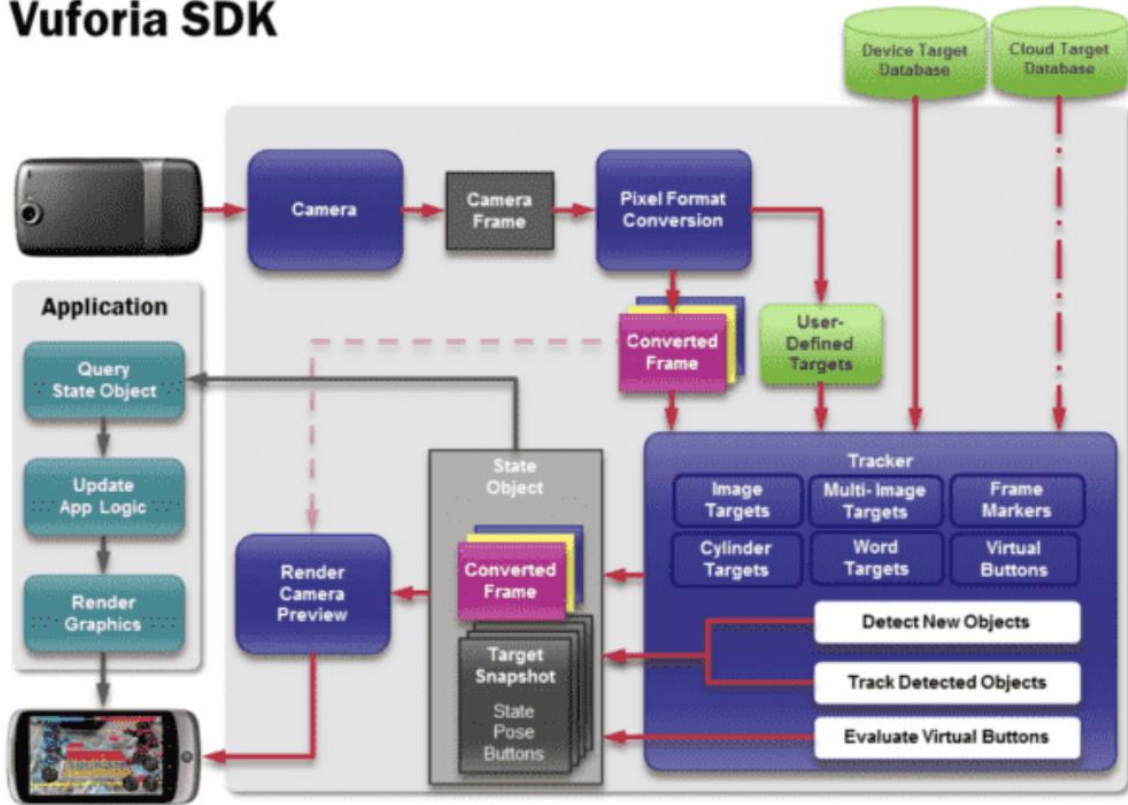 Vuforia SDK
Device Target
Database
Cloud Target
Database
Camera
Camera
Frame
Pixel Format
Conversion
Application
Query
State Object
Update
App Logic
Render
Graphics
Converted
Frame
User-
Defined
Targets
State
Object
Converted
Frame
Target
Snapshot
State
Pose
Buttons
Render
Camera
Preview
Tracker
Image
Targets
Multi-Image
Targets
Frame
Markers
Cylinder
Targets
Word
Targets
Virtual
Buttons
Detect New Objects
Track Detected Objects
Evaluate Virtual Buttons